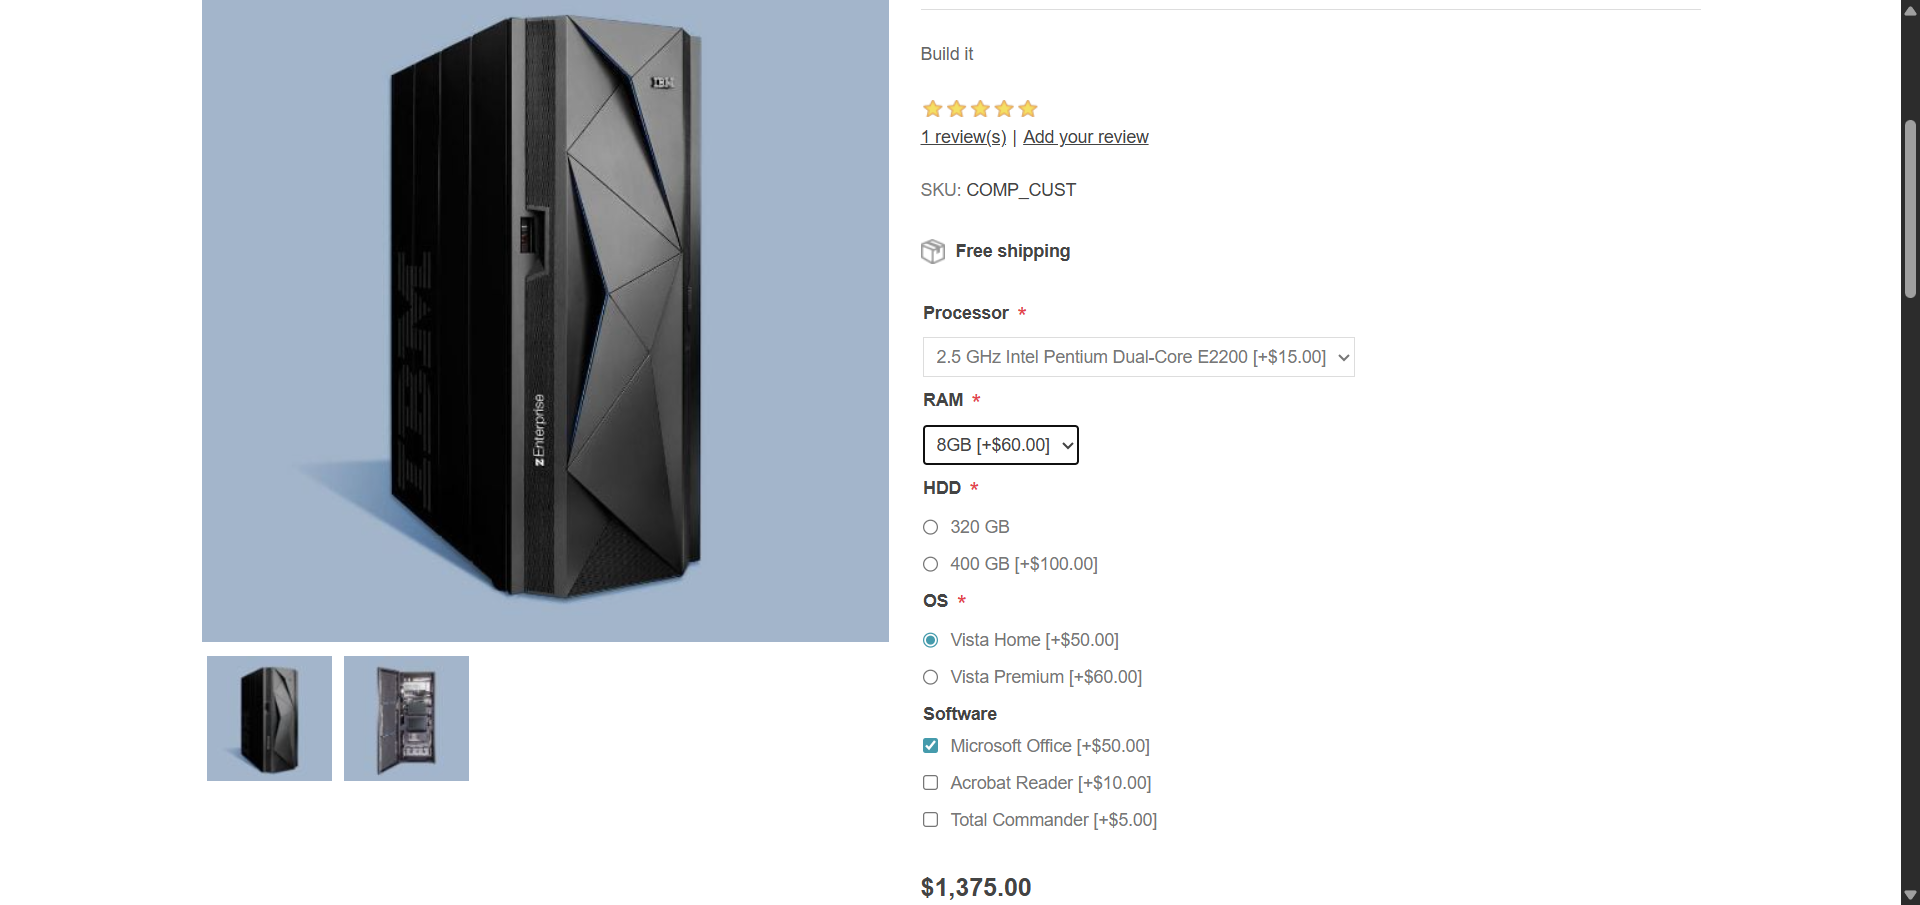 IBM
IBM
zEnterprise
Build it
1 review(s) | Add your review
SKU: COMP_CUST
Free shipping
Processor *
2.5 GHz Intel Pentium Dual-Core E2200 [+$15.00]
RAM *
8GB [+$60.00]
HDD *
320 GB
400 GB [+$100.00]
OS *
Vista Home [+$50.00]
Vista Premium [+$60.00]
Software
Microsoft Office [+$50.00]
Acrobat Reader [+$10.00]
Total Commander [+$5.00]
$1,375.00